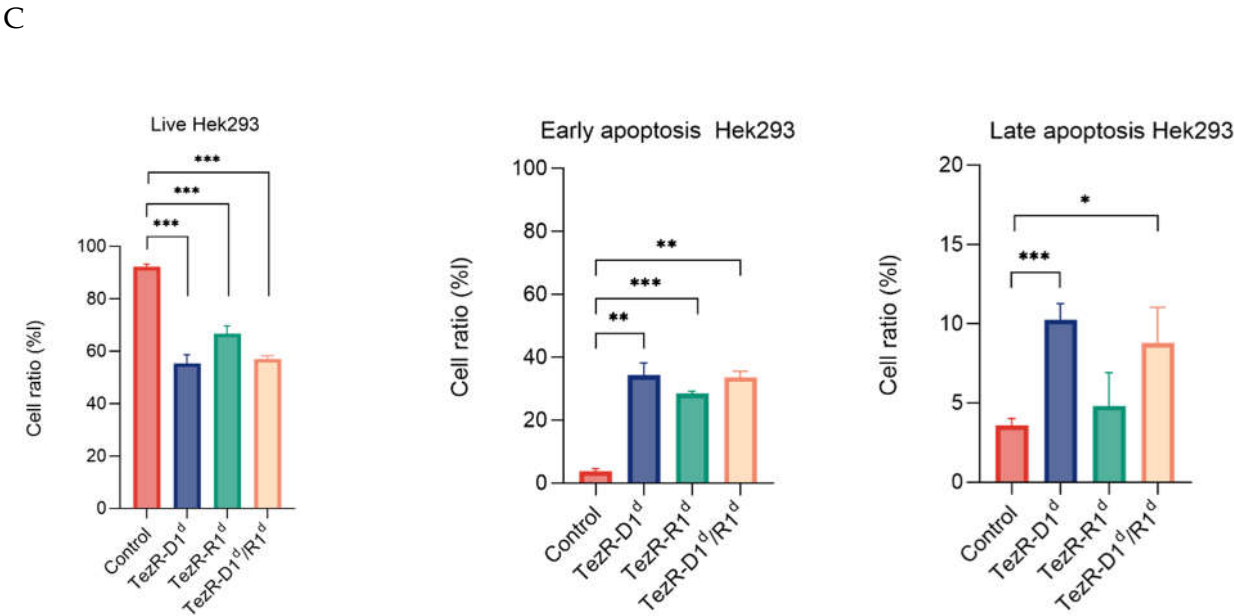 C
Live Hek293
***
***
***
Cell ratio (%I)
100
80
60
40
20
0
Control
TezR-D1ᵈ
TezR-R1ᵈ
TezR-D1ᵈ/R1ᵈ
Early apoptosis Hek293
**
***
**
Cell ratio (%I)
100
80
60
40
20
0
Control
TezR-D1ᵈ
TezR-R1ᵈ
TezR-D1ᵈ/R1ᵈ
Late apoptosis Hek293
*
***
Cell ratio (%I)
20
15
10
5
0
Control
TezR-D1ᵈ
TezR-R1ᵈ
TezR-D1ᵈ/R1ᵈ